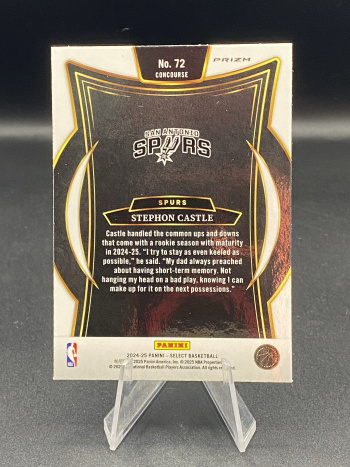 No. 72
CONCOURSE
PRIZM
SAN ANTONIO
SPURS
SPURS
STEPHON CASTLE
Castle handled the common ups and downs
that come with a rookie season with maturity
in 2024-25. "I try to stay as even keeled as
possible," he said. "My dad always preached
about having short-term memory. Not
hanging my head on a bad play, knowing I can
make up for it on the next possessions."
PANINI
2024-25 PANINI – SELECT BASKETBALL
2025 Panini America, Inc. © 2025 NBA Properties
National Basketball Players Association. All rights reserved.
NBA